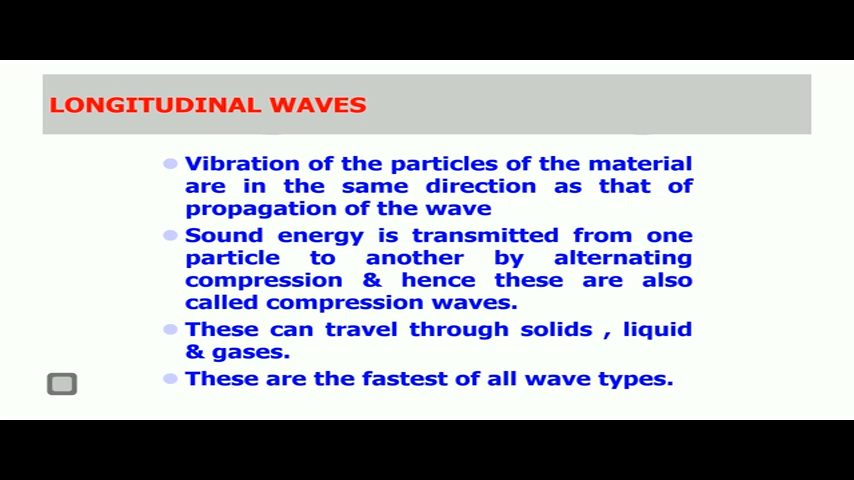 LONGITUDINAL WAVES
Vibration of the particles of the material
are in the same direction as that of
propagation of the wave
Sound energy is transmitted from one
particle to another by alternating
compression & hence these are also
called compression waves.
These can travel through solids , liquid
& gases.
These are the fastest of all wave types.